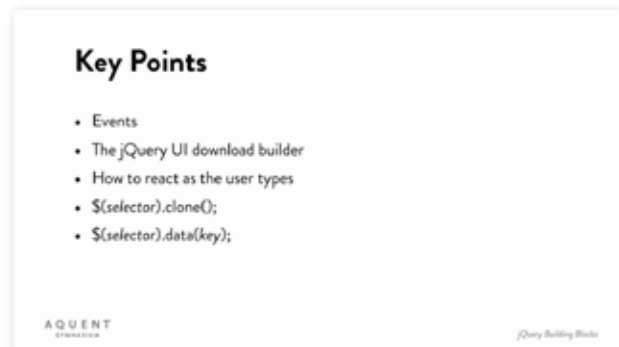 Key Points
• Events
• The jQuery UI download builder
• How to react as the user types
• $(selector).clone();
• $(selector).data(key);
AQUENT
GYMNASIUM
jQuery Building Blocks